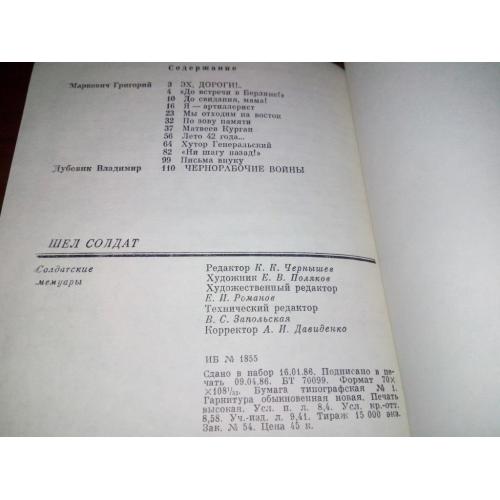 Содержание
Маркович Григорий 3 ЭХ, ДОРОГИ!..
4 «До встречи в Берлине!»
10 До свидания, мама!
16 Я — артиллерист
23 Мы отходим на восток
32 По зову памяти
37 Матвеев Курган
56 Лето 42 года...
64 Хутор Генеральский
82 «Ни шагу назад!»
99 Письма внуку
Дубовик Владимир 110 ЧЕРНОРАБОЧИЕ ВОЙНЫ
ШЕЛ СОЛДАТ
Солдатские
мемуары
Редактор К. К. Чернышев
Художник Е. В. Поляков
Художественный редактор
Е. И. Романов
Технический редактор
В. С. Запольская
Корректор А. И. Давиденко
ИБ № 1855
Сдано в набор 16.01.86. Подписано в пе-
чать 09.04.86. БТ 70099. Формат 70×
×108¹/₃₂. Бумага типографская № 1.
Гарнитура обыкновенная новая. Печать
высокая. Усл. п. л. 8,4. Усл. кр.-отт.
8,58. Уч.-изд. л. 9,41. Тираж 15 000 экз.
Зак. № 54. Цена 45 к.